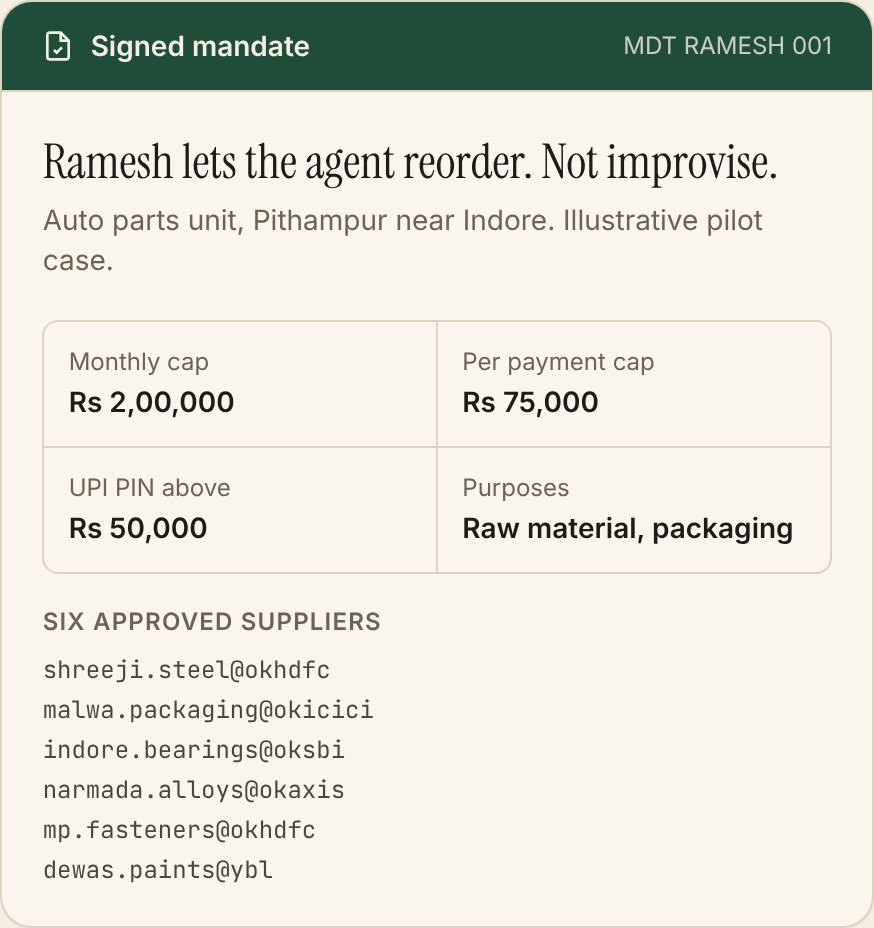 Signed mandate
MDT RAMESH 001
Ramesh lets the agent reorder. Not improvise.
Auto parts unit, Pithampur near Indore. Illustrative pilot
case.
Monthly cap
Rs 2,00,000
Per payment cap
Rs 75,000
UPI PIN above
Rs 50,000
Purposes
Raw material, packaging
SIX APPROVED SUPPLIERS
shreeji.steel@okhdfc
malwa.packaging@okicici
indore.bearings@oksbi
narmada.alloys@okaxis
mp.fasteners@okhdfc
dewas.paints@ybl